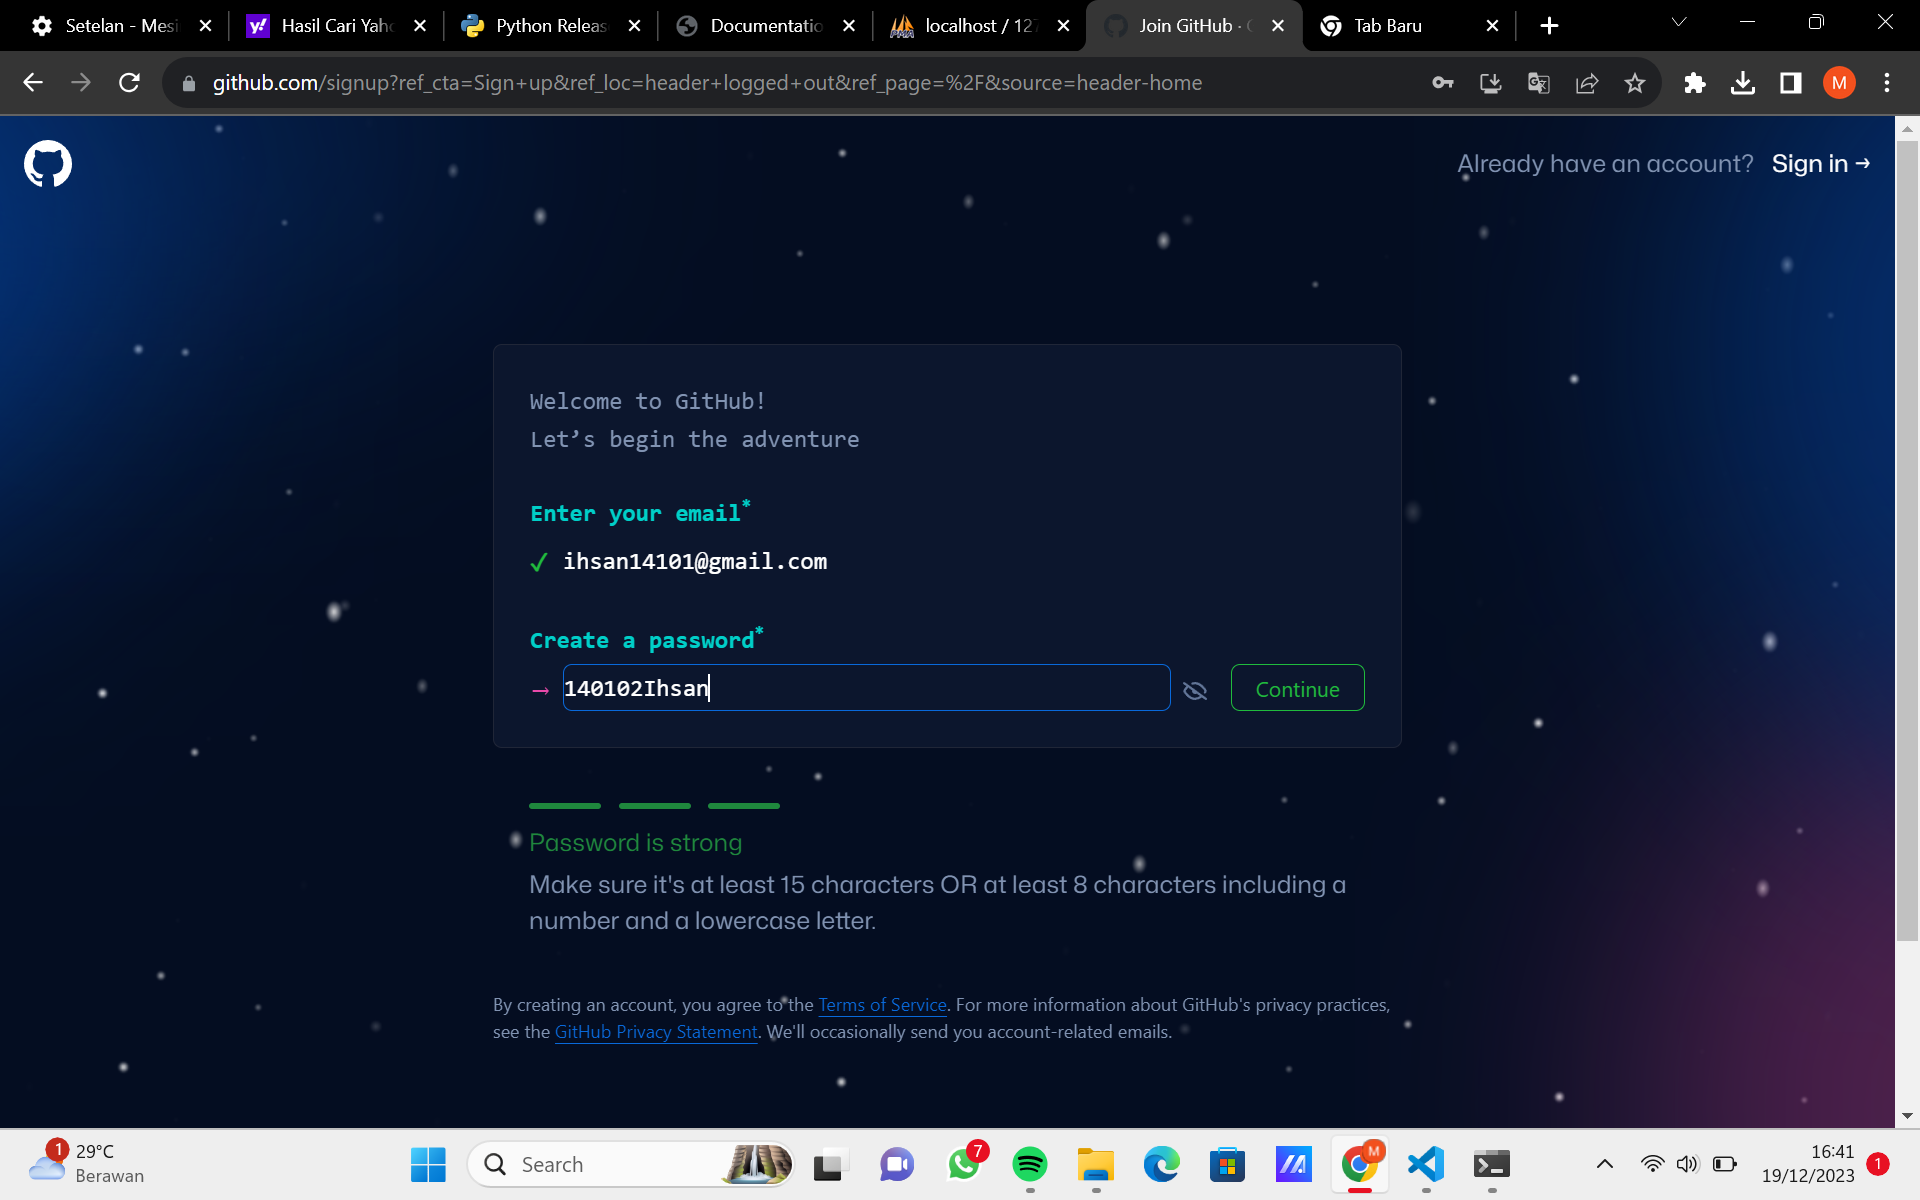 Setelan - Mesi
Hasil Cari Yaho
Python Releas
Documentatio
localhost / 127
Join GitHub ·
Tab Baru
github.com/signup?ref_cta=Sign+up&ref_loc=header+logged+out&ref_page=%2F&source=header-home
M
Already have an account? Sign in →
Welcome to GitHub!
Let’s begin the adventure
Enter your email*
✓ ihsan14101@gmail.com
Create a password*
→ 140102Ihsan
Continue
Password is strong
Make sure it's at least 15 characters OR at least 8 characters including a
number and a lowercase letter.
By creating an account, you agree to the Terms of Service. For more information about GitHub's privacy practices,
see the GitHub Privacy Statement. We'll occasionally send you account-related emails.
1
29°C
Berawan
Search
7
M
16:41
19/12/2023
1